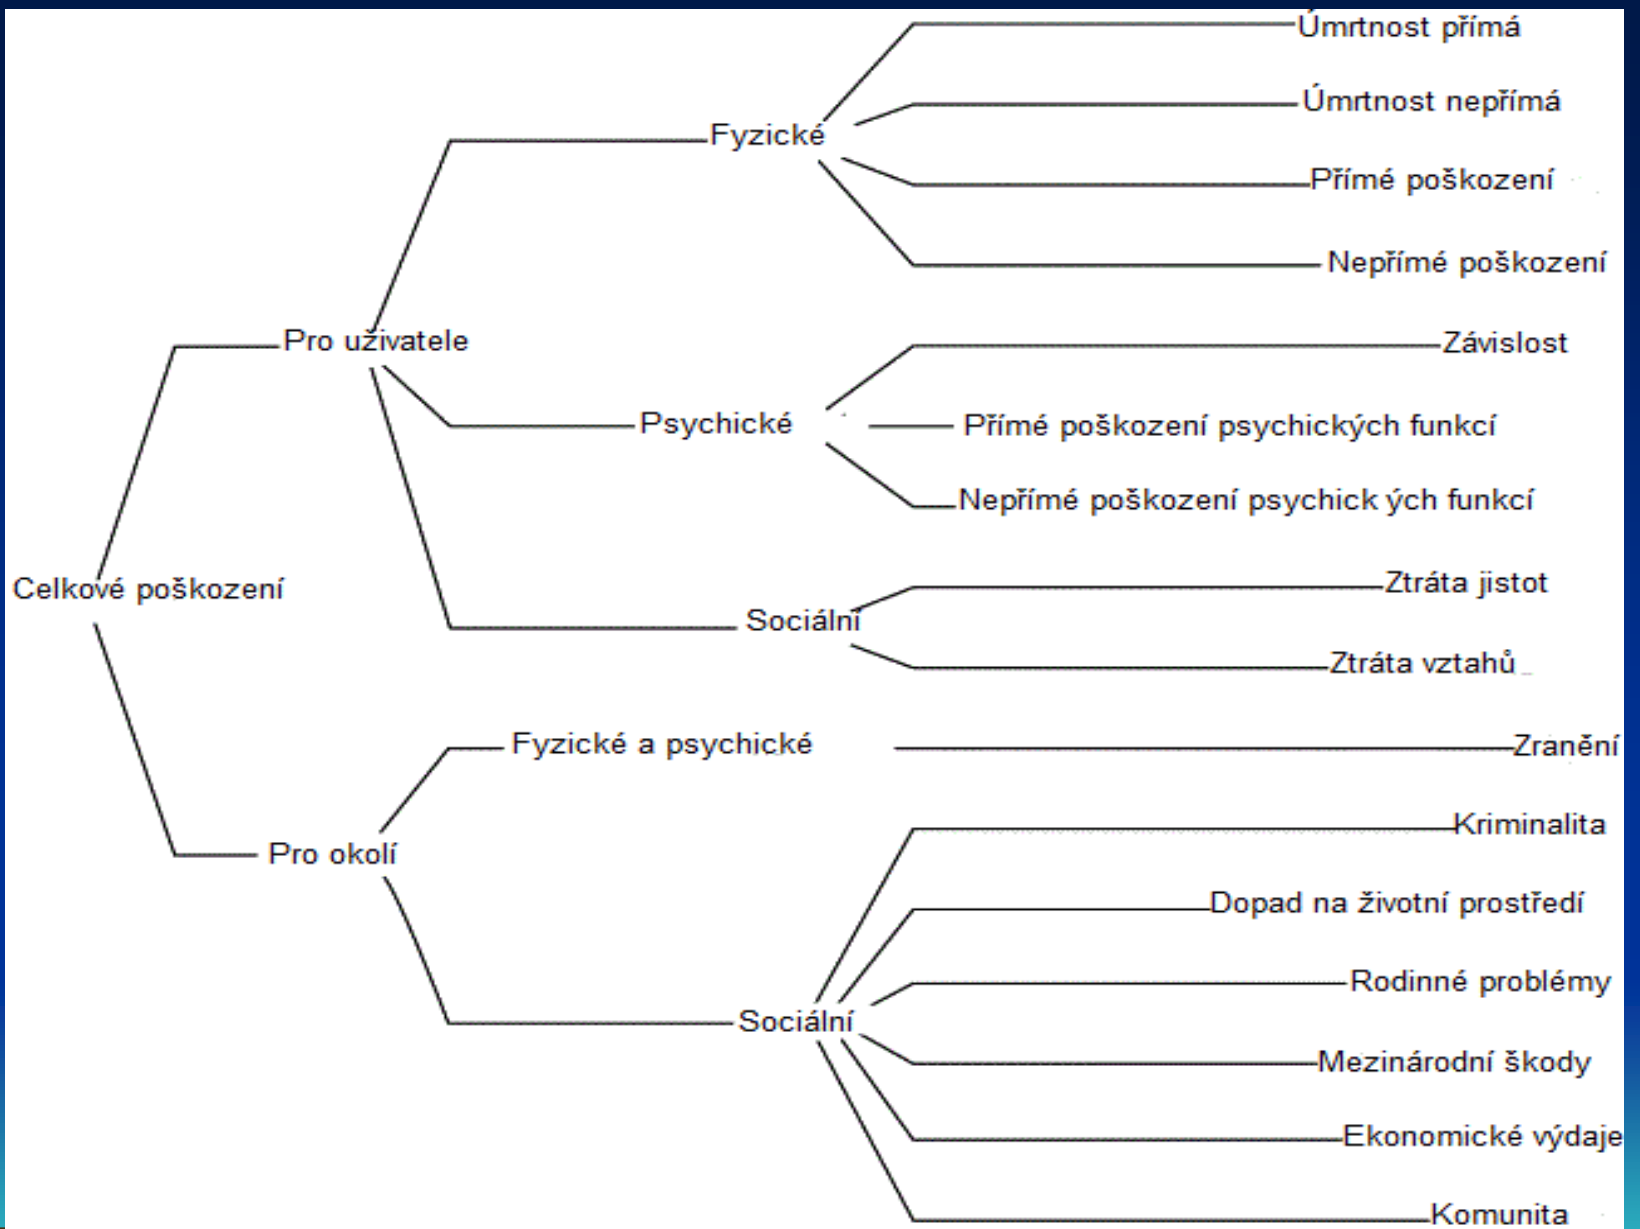 Úmrtnost přímá
Úmrtnost nepřímá
Fyzické
Přímé poškození
Nepřímé poškození
Pro uživatele
Závislost
Psychické
Přímé poškození psychických funkcí
Nepřímé poškození psychick ých funkcí
Celkové poškození
Ztráta jistot
Sociální
Ztráta vztahů
Fyzické a psychické
Zranění
Kriminalita
Pro okolí
Dopad na životní prostředí
Rodinné problémy
Sociální
Mezinárodní škody
Ekonomické výdaje
Komunita